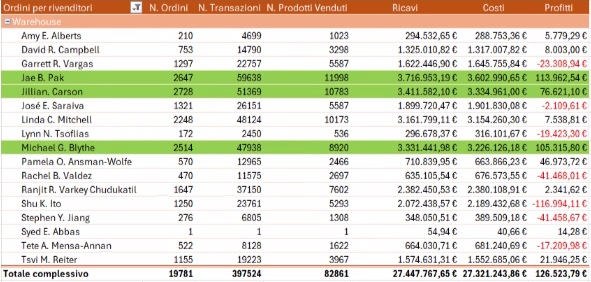 Ordini per rivenditori N. Ordini N. Transazioni N. Prodotti Venduti Ricavi Costi Profitti
Warehouse
Amy E. Alberts 210 4699 1023 294.532,65 € 288.753,36 € 5.779,29 €
David R. Campbell 753 14790 3298 1.325.010,82 € 1.317.007,82 € 8.003,00 €
Garrett R. Vargas 1297 22757 5587 1.622.446,90 € 1.645.755,84 € -23.308,94 €
Jae B. Pak 2647 59638 11998 3.716.953,19 € 3.602.990,65 € 113.962,54 €
Jillian. Carson 2728 51369 10783 3.411.582,10 € 3.334.961,00 € 76.621,10 €
José E. Saraiva 1321 26151 5587 1.899.720,47 € 1.901.830,08 € -2.109,61 €
Linda C. Mitchell 2248 48124 10173 3.161.799,11 € 3.154.260,30 € 7.538,81 €
Lynn N. Tsoflias 172 2450 536 296.678,37 € 316.101,67 € -19.423,30 €
Michael G. Blythe 2514 47938 8920 3.331.441,98 € 3.226.126,18 € 105.315,80 €
Pamela O. Ansman-Wolfe 570 12965 2466 710.839,95 € 663.866,23 € 46.973,72 €
Rachel B. Valdez 470 11575 2697 635.105,54 € 676.573,55 € -41.468,01 €
Ranjit R. Varkey Chudukatil 1647 37150 7602 2.382.450,53 € 2.380.108,91 € 2.341,62 €
Shu K. Ito 1250 23761 5293 2.072.438,57 € 2.189.432,68 € -116.994,11 €
Stephen Y. Jiang 276 6805 1308 348.050,51 € 389.509,18 € -41.458,67 €
Syed E. Abbas 1 1 1 54,94 € 40,66 € 14,28 €
Tete A. Mensa-Annan 522 8128 1622 664.030,71 € 681.240,69 € -17.209,98 €
Tsvi M. Reiter 1155 19223 3967 1.574.631,31 € 1.552.685,06 € 21.946,25 €
Totale complessivo 19781 397524 82861 27.447.767,65 € 27.321.243,86 € 126.523,79 €